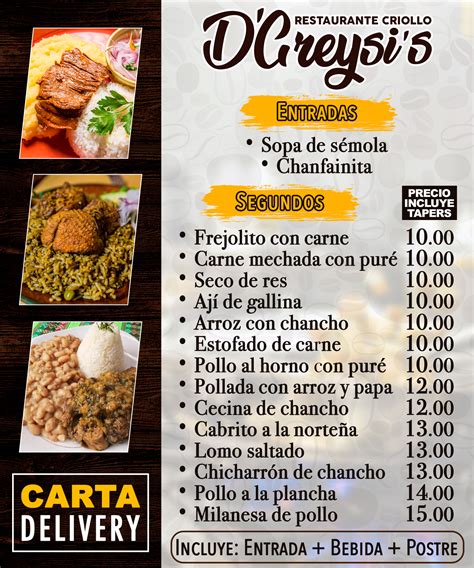 RESTAURANTE CRIOLLO
D'Greysi's
ENTRADAS
• Sopa de sémola
• Chanfainita
SEGUNDOS
PRECIO
INCLUYE
TAPERS
• Frejolito con carne 10.00
• Carne mechada con puré 10.00
• Seco de res 10.00
• Ají de gallina 10.00
• Arroz con chancho 10.00
• Estofado de carne 10.00
• Pollo al horno con puré 10.00
• Pollada con arroz y papa 12.00
• Cecina de chancho 12.00
• Cabrito a la norteña 13.00
• Lomo saltado 13.00
• Chicharrón de chancho 13.00
• Pollo a la plancha 14.00
• Milanesa de pollo 15.00
CARTA
DELIVERY
INCLUYE: ENTRADA + BEBIDA + POSTRE